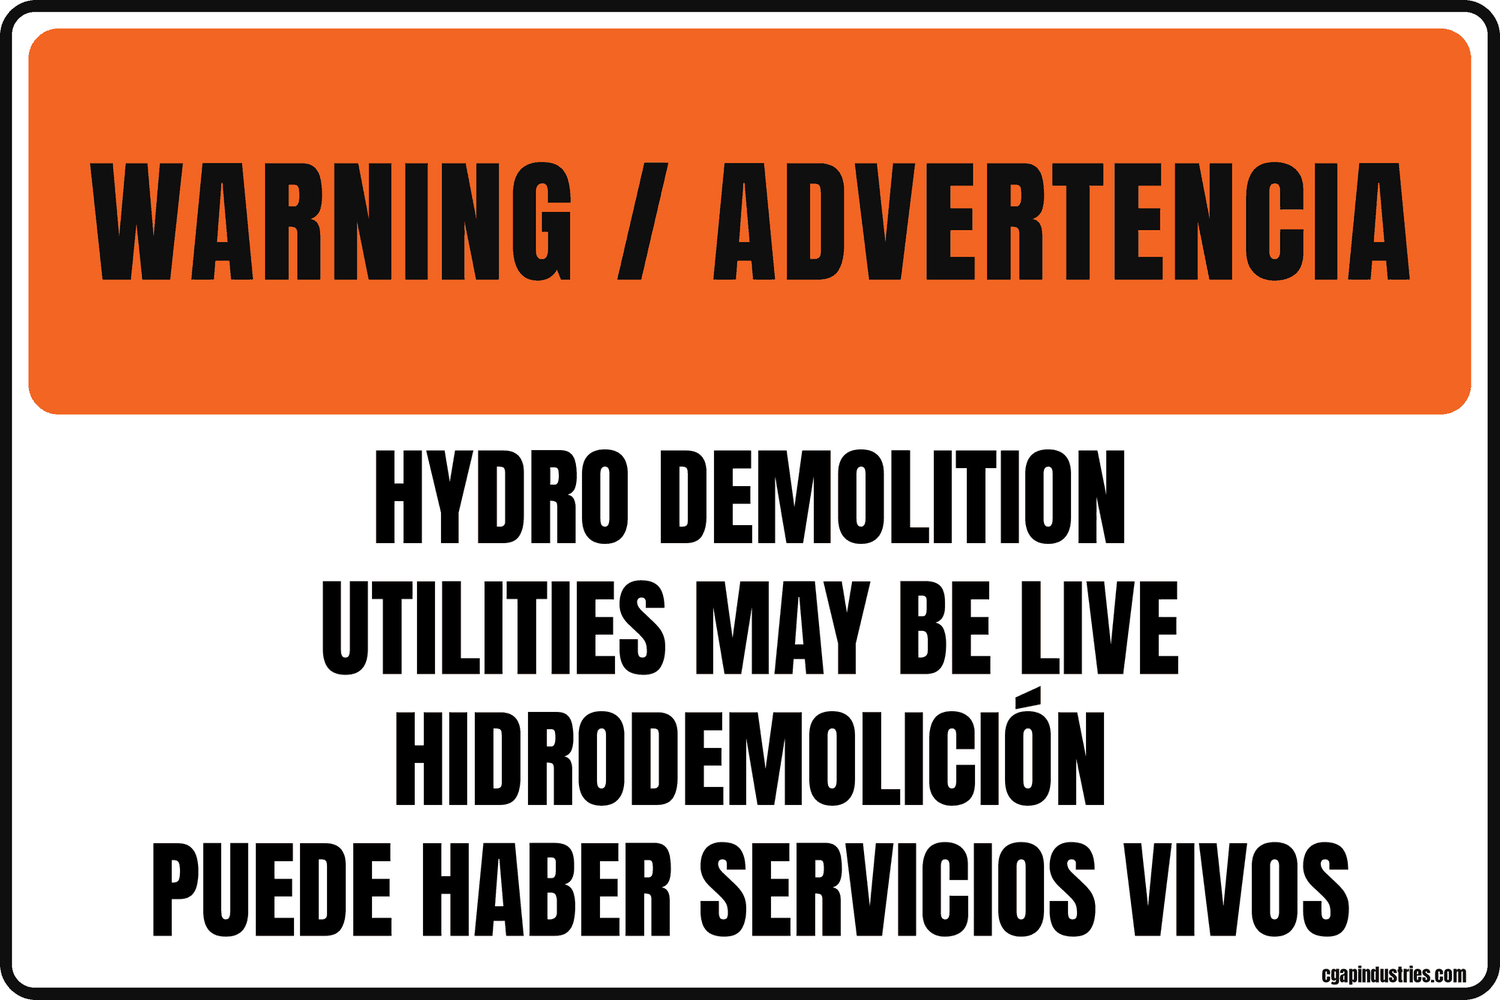 WARNING / ADVERTENCIA
HYDRO DEMOLITION
UTILITIES MAY BE LIVE
HIDRODEMOLICIÓN
PUEDE HABER SERVICIOS VIVOS
cgapindustries.com